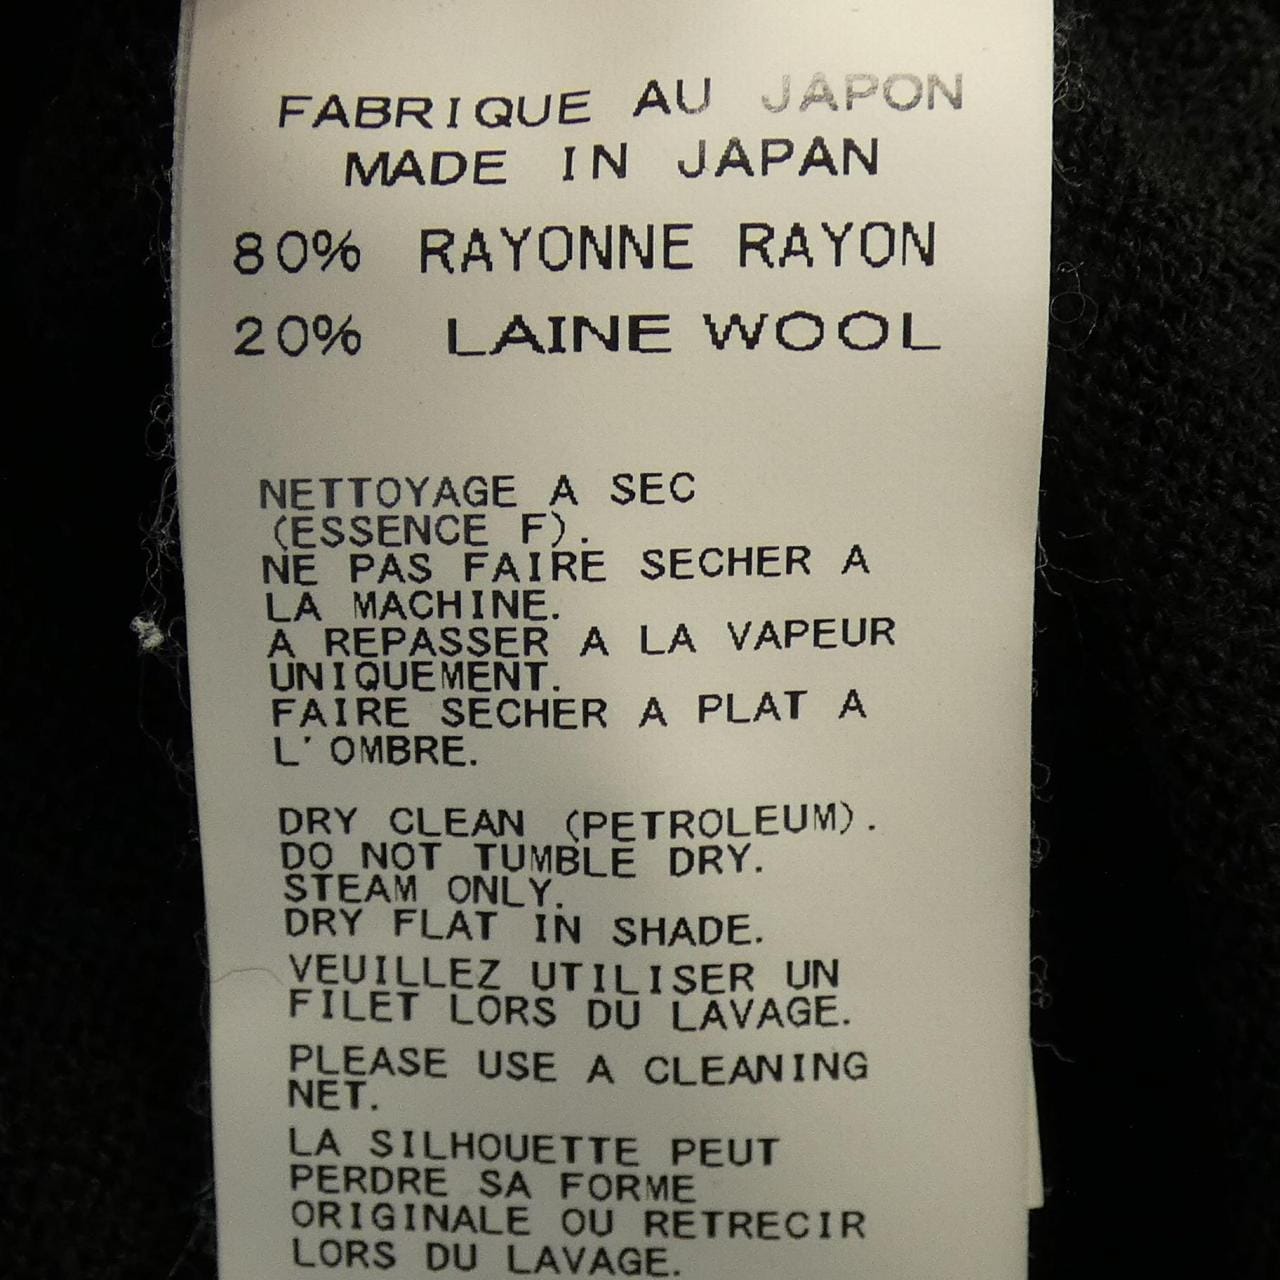 FABRIQUE AU JAPON
MADE IN JAPAN
80% RAYONNE RAYON
20% LAINE WOOL
NETTOYAGE A SEC
(ESSENCE F).
NE PAS FAIRE SECHER A
LA MACHINE.
A REPASSER A LA VAPEUR
UNIQUEMENT.
FAIRE SECHER A PLAT A
L'OMBRE.
DRY CLEAN (PETROLEUM).
DO NOT TUMBLE DRY.
STEAM ONLY.
DRY FLAT IN SHADE.
VEUILLEZ UTILISER UN
FILET LORS DU LAVAGE.
PLEASE USE A CLEANING
NET.
LA SILHOUETTE PEUT
PERDRE SA FORME
ORIGINALE OU RETRECIR
LORS DU LAVAGE.